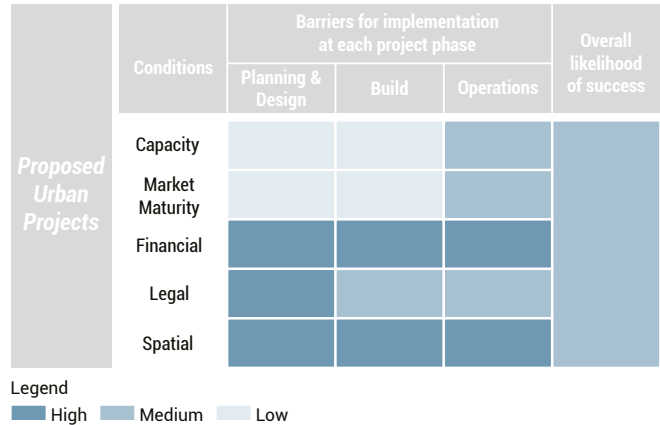 Proposed
Urban
Projects
Conditions
Barriers for implementation
at each project phase
Planning &
Design
Build
Operations
Overall
likelihood
of success
Capacity
Market
Maturity
Financial
Legal
Spatial
Legend
High Medium Low